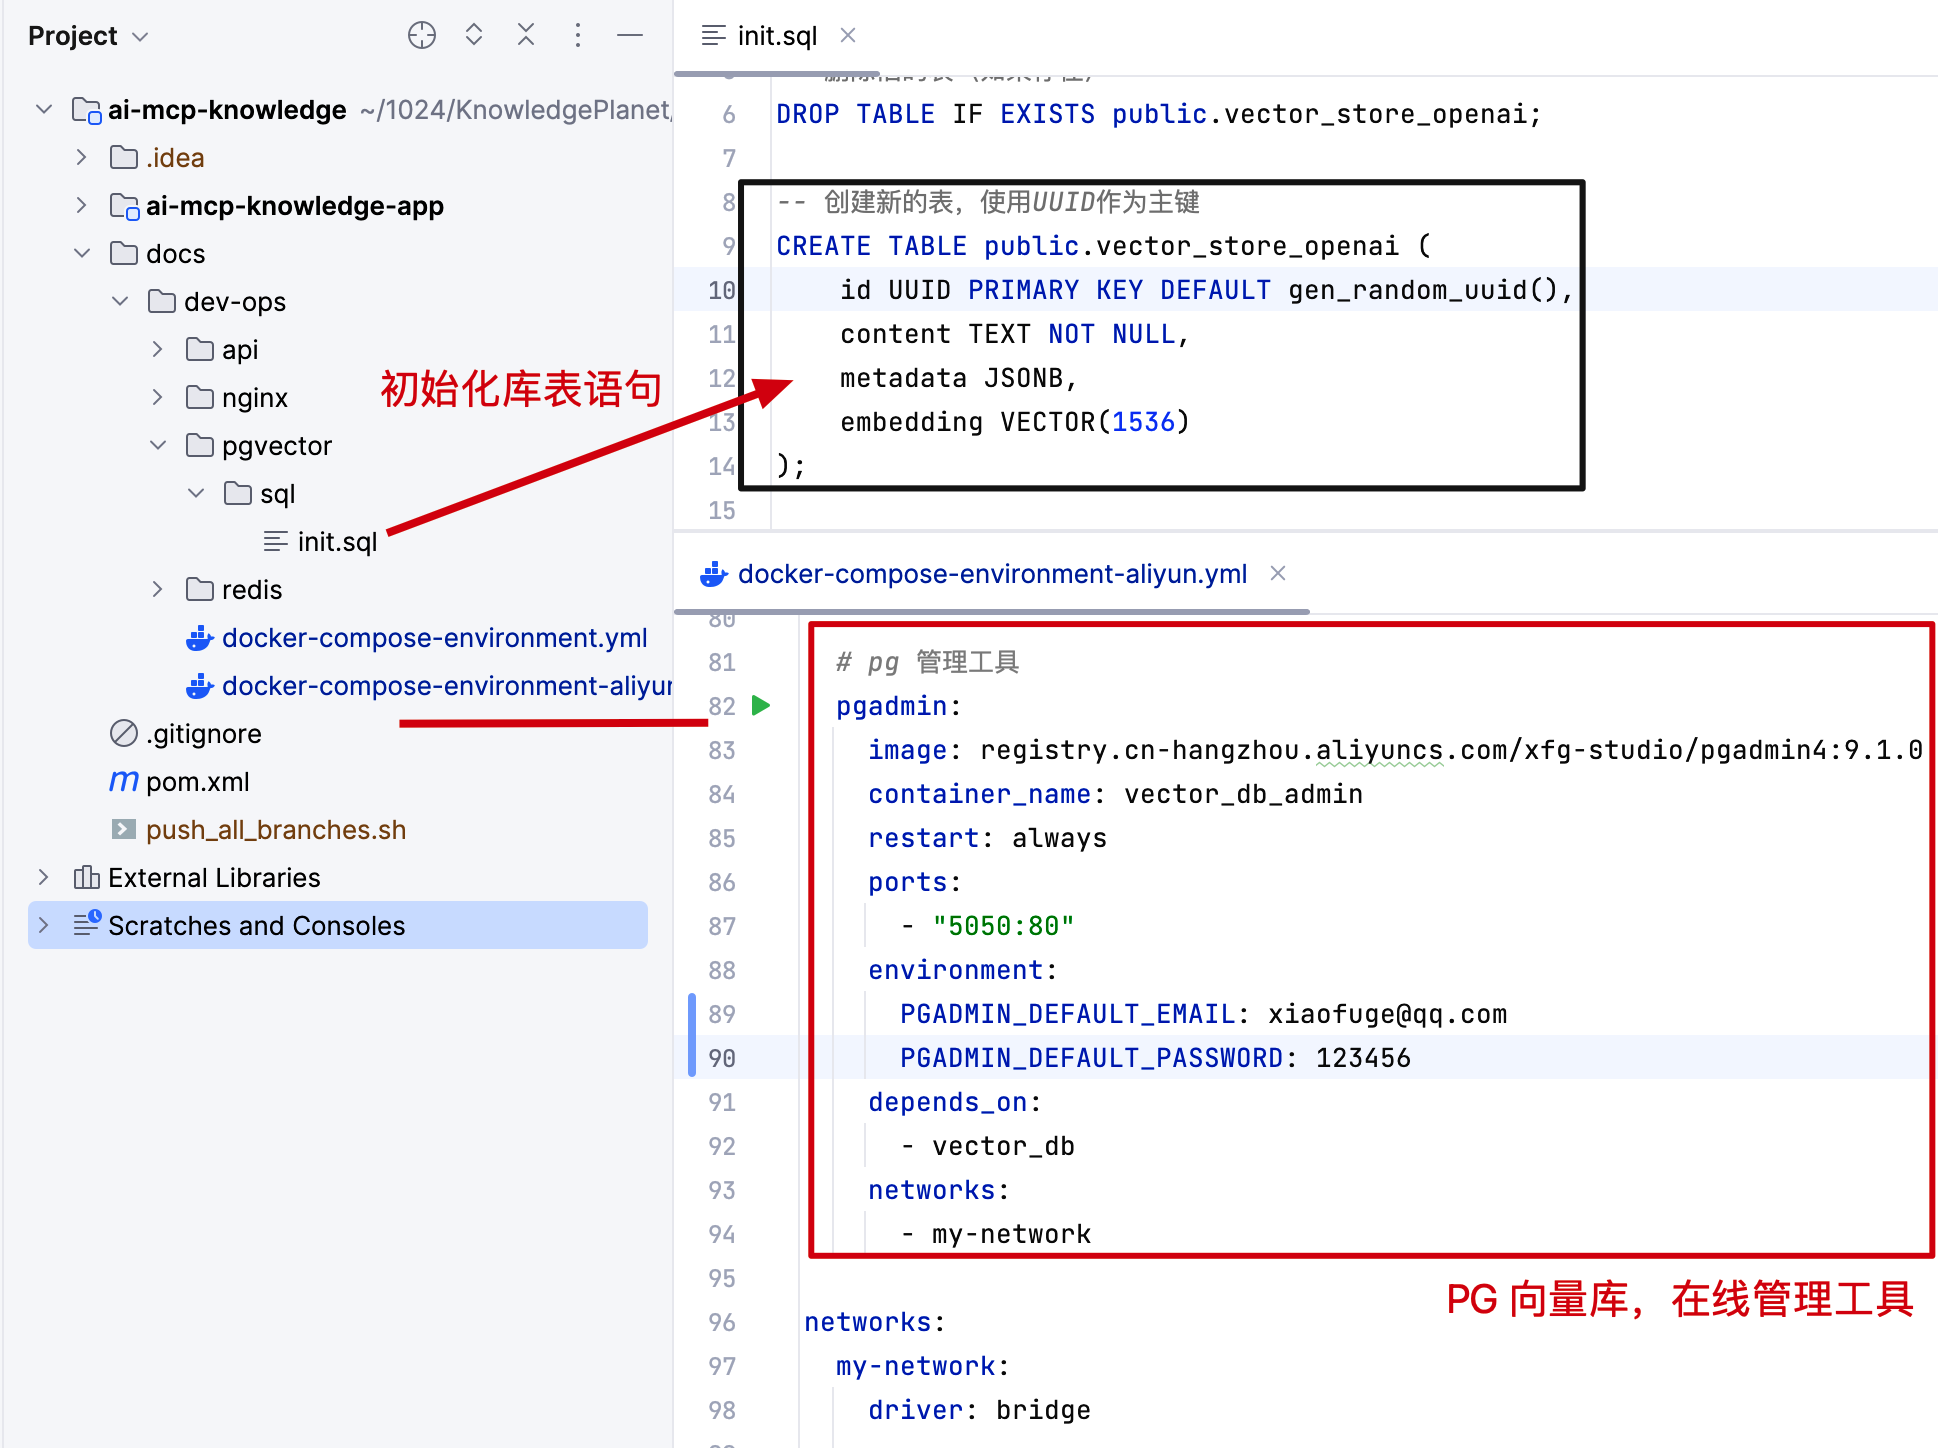 Project
ai-mcp-knowledge ~/1024/KnowledgePlanet/
.idea
ai-mcp-knowledge-app
docs
dev-ops
api
nginx
pgvector
sql
init.sql
redis
docker-compose-environment.yml
docker-compose-environment-aliyun
.gitignore
pom.xml
push_all_branches.sh
External Libraries
Scratches and Consoles
初始化库表语句
init.sql
6 DROP TABLE IF EXISTS public.vector_store_openai;
7
8 -- 创建新的表，使用UUID作为主键
9 CREATE TABLE public.vector_store_openai (
10 id UUID PRIMARY KEY DEFAULT gen_random_uuid(),
11 content TEXT NOT NULL,
12 metadata JSONB,
13 embedding VECTOR(1536)
14 );
15
docker-compose-environment-aliyun.yml
80
81 # pg 管理工具
82 pgadmin:
83 image: registry.cn-hangzhou.aliyuncs.com/xfg-studio/pgadmin4:9.1.0
84 container_name: vector_db_admin
85 restart: always
86 ports:
87 - "5050:80"
88 environment:
89 PGADMIN_DEFAULT_EMAIL: xiaofuge@qq.com
90 PGADMIN_DEFAULT_PASSWORD: 123456
91 depends_on:
92 - vector_db
93 networks:
94 - my-network
95
PG 向量库，在线管理工具
96 networks:
97 my-network:
98 driver: bridge